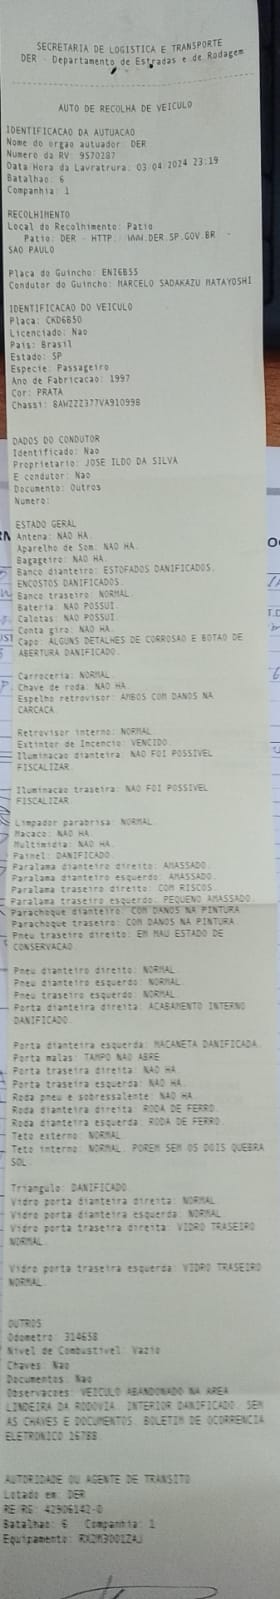 SECRETARIA DE LOGISTICA E TRANSPORTE
DER - Departamento de Estradas e de Rodagem
AUTO DE RECOLHA DE VEICULO
IDENTIFICACAO DA AUTUACAO
Nome do orgao autuador: DER
Numero da RV: 9570287
Data Hora da Lavratrura: 03/04/2024 23:19
Batalhao: 6
Companhia: 1
RECOLHIMENTO
Local do Recolhimento: Patio
Patio: DER - HTTP: WWW.DER.SP.GOV.BR -
SAO PAULO
Placa do Guincho: ENI6B55
Condutor do Guincho: MARCELO SADAKAZU MATAYOSHI
IDENTIFICACAO DO VEICULO
Placa: CKD6B50
Licenciado: Nao
Pais: Brasil
Estado: SP
Especie: Passageiro
Ano de Fabricacao: 1997
Cor: PRATA
Chassi: 8AWZZZ377VA910998
DADOS DO CONDUTOR
Identificado: Nao
Proprietario: JOSE ILDO DA SILVA
E condutor: Nao
Documento: Outros
Numero:
ESTADO GERAL
Antena: NAO HA.
Aparelho de Som: NAO HA.
Bagageiro: NAO HA.
Banco dianteiro: ESTOFADOS DANIFICADOS.
ENCOSTOS DANIFICADOS.
Banco traseiro: NORMAL.
Bateria: NAO POSSUI.
Calotas: NAO POSSUI.
Conta giro: NAO HA.
Capo: ALGUNS DETALHES DE CORROSAO E BOTAO DE
ABERTURA DANIFICADO.
Carroceria: NORMAL.
Chave de roda: NAO HA.
Espelho retrovisor: AMBOS COM DANOS NA
CARCACA.
Retrovisor interno: NORMAL.
Extintor de Incencio: VENCIDO.
Iluminacao dianteira: NAO FOI POSSIVEL
FISCALIZAR.
Iluminacao traseira: NAO FOI POSSIVEL
FISCALIZAR.
Limpador parabrisa: NORMAL.
Macaco: NAO HA.
Multimidia: NAO HA.
Painel: DANIFICADO
Paralama dianteiro direito: AMASSADO.
Paralama dianteiro esquerdo: AMASSADO.
Paralama traseiro direito: COM RISCOS.
Paralama traseiro esquerdo: PEQUENO AMASSADO.
Parachoque dianteiro: COM DANOS NA PINTURA
Parachoque traseiro: COM DANOS NA PINTURA
Pneu traseiro direito: EM MAU ESTADO DE
CONSERVACAO.
Pneu dianteiro direito: NORMAL.
Pneu dianteiro esquerdo: NORMAL.
Pneu traseiro esquerdo: NORMAL
Porta dianteira direita: ACABAMENTO INTERNO
DANIFICADO
Porta dianteira esquerda: MACANETA DANIFICADA.
Porta malas: TAMPO NAO ABRE
Porta traseira direita: NAO HA.
Porta traseira esquerda: NAO HA.
Roda pneu e sobressalente: NAO HA
Roda dianteira direita: RODA DE FERRO.
Roda dianteira esquerda: RODA DE FERRO.
Teto externo: NORMAL
Teto interno: NORMAL, POREM SEM OS DOIS QUEBRA
SOL.
Triangulo: DANIFICADO.
Vidro porta dianteira direita: NORMAL
Vidro porta dianteira esquerda: NORMAL
Vidro porta traseira direita: VIDRO TRASEIRO
NORMAL.
Vidro porta traseira esquerda: VIDRO TRASEIRO
NORMAL.
OUTROS
Odometro: 314658
Nivel de Combustivel: Vazio
Chaves: Nao
Documentos: Nao
Observacoes: VEICULO ABANDONADO NA AREA
LINDEIRA DA RODOVIA. INTERIOR DANIFICADO. SEM
AS CHAVES E DOCUMENTOS. BOLETIM DE OCORRENCIA
ELETRONICO 16788.
AUTORIDADE OU AGENTE DE TRANSITO
Lotado em: DER
RE RG: 42906142-0
Batalhao: 6 Companhia: 1
Equipamento: